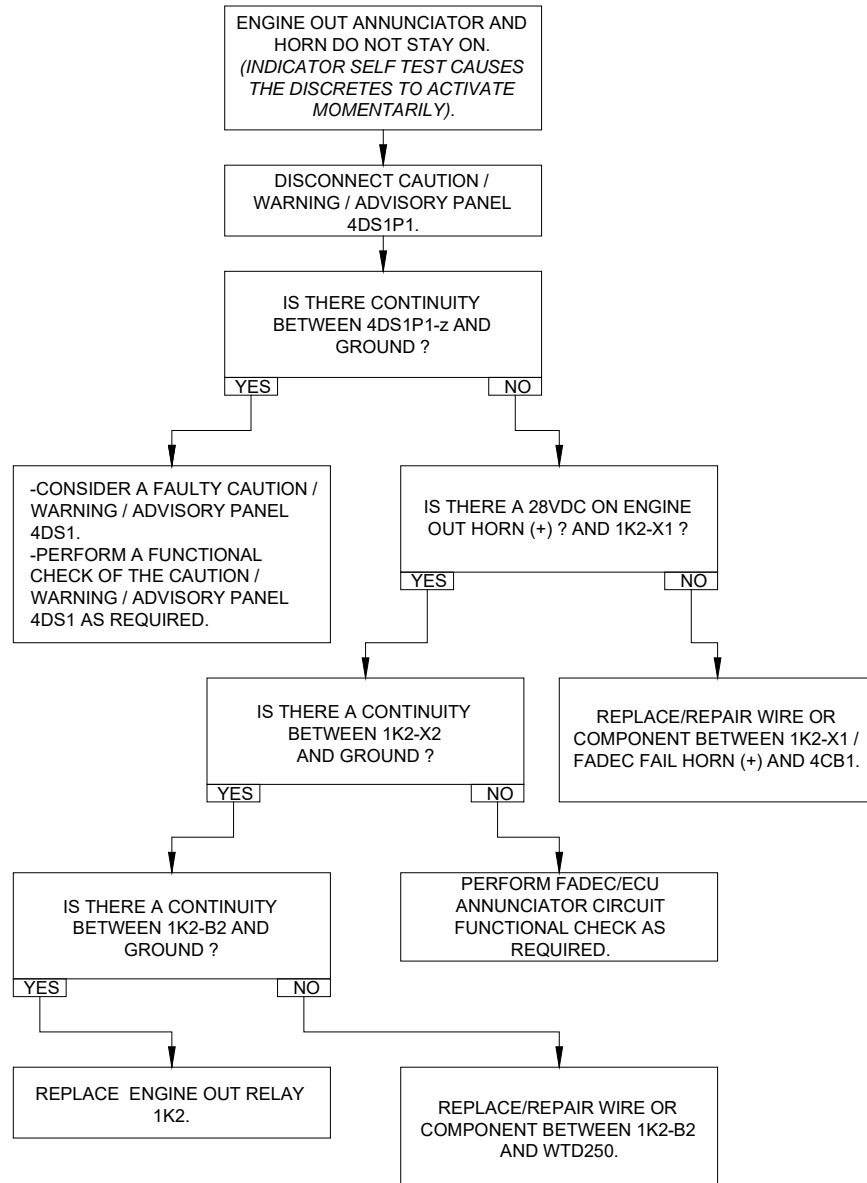 ENGINE OUT ANNUNCIATOR AND
HORN DO NOT STAY ON.
(INDICATOR SELF TEST CAUSES
THE DISCRETES TO ACTIVATE
MOMENTARILY).
DISCONNECT CAUTION /
WARNING / ADVISORY PANEL
4DS1P1.
IS THERE CONTINUITY
BETWEEN 4DS1P1-z AND
GROUND ?
YES
NO
-CONSIDER A FAULTY CAUTION /
WARNING / ADVISORY PANEL
4DS1.
-PERFORM A FUNCTIONAL
CHECK OF THE CAUTION /
WARNING / ADVISORY PANEL
4DS1 AS REQUIRED.
IS THERE A 28VDC ON ENGINE
OUT HORN (+) ? AND 1K2-X1 ?
YES
NO
IS THERE A CONTINUITY
BETWEEN 1K2-X2
AND GROUND ?
YES
NO
REPLACE/REPAIR WIRE OR
COMPONENT BETWEEN 1K2-X1 /
FADEC FAIL HORN (+) AND 4CB1.
IS THERE A CONTINUITY
BETWEEN 1K2-B2 AND
GROUND ?
YES
NO
PERFORM FADEC/ECU
ANNUNCIATOR CIRCUIT
FUNCTIONAL CHECK AS
REQUIRED.
REPLACE  ENGINE OUT RELAY
1K2.
REPLACE/REPAIR WIRE OR
COMPONENT BETWEEN 1K2-B2
AND WTD250.